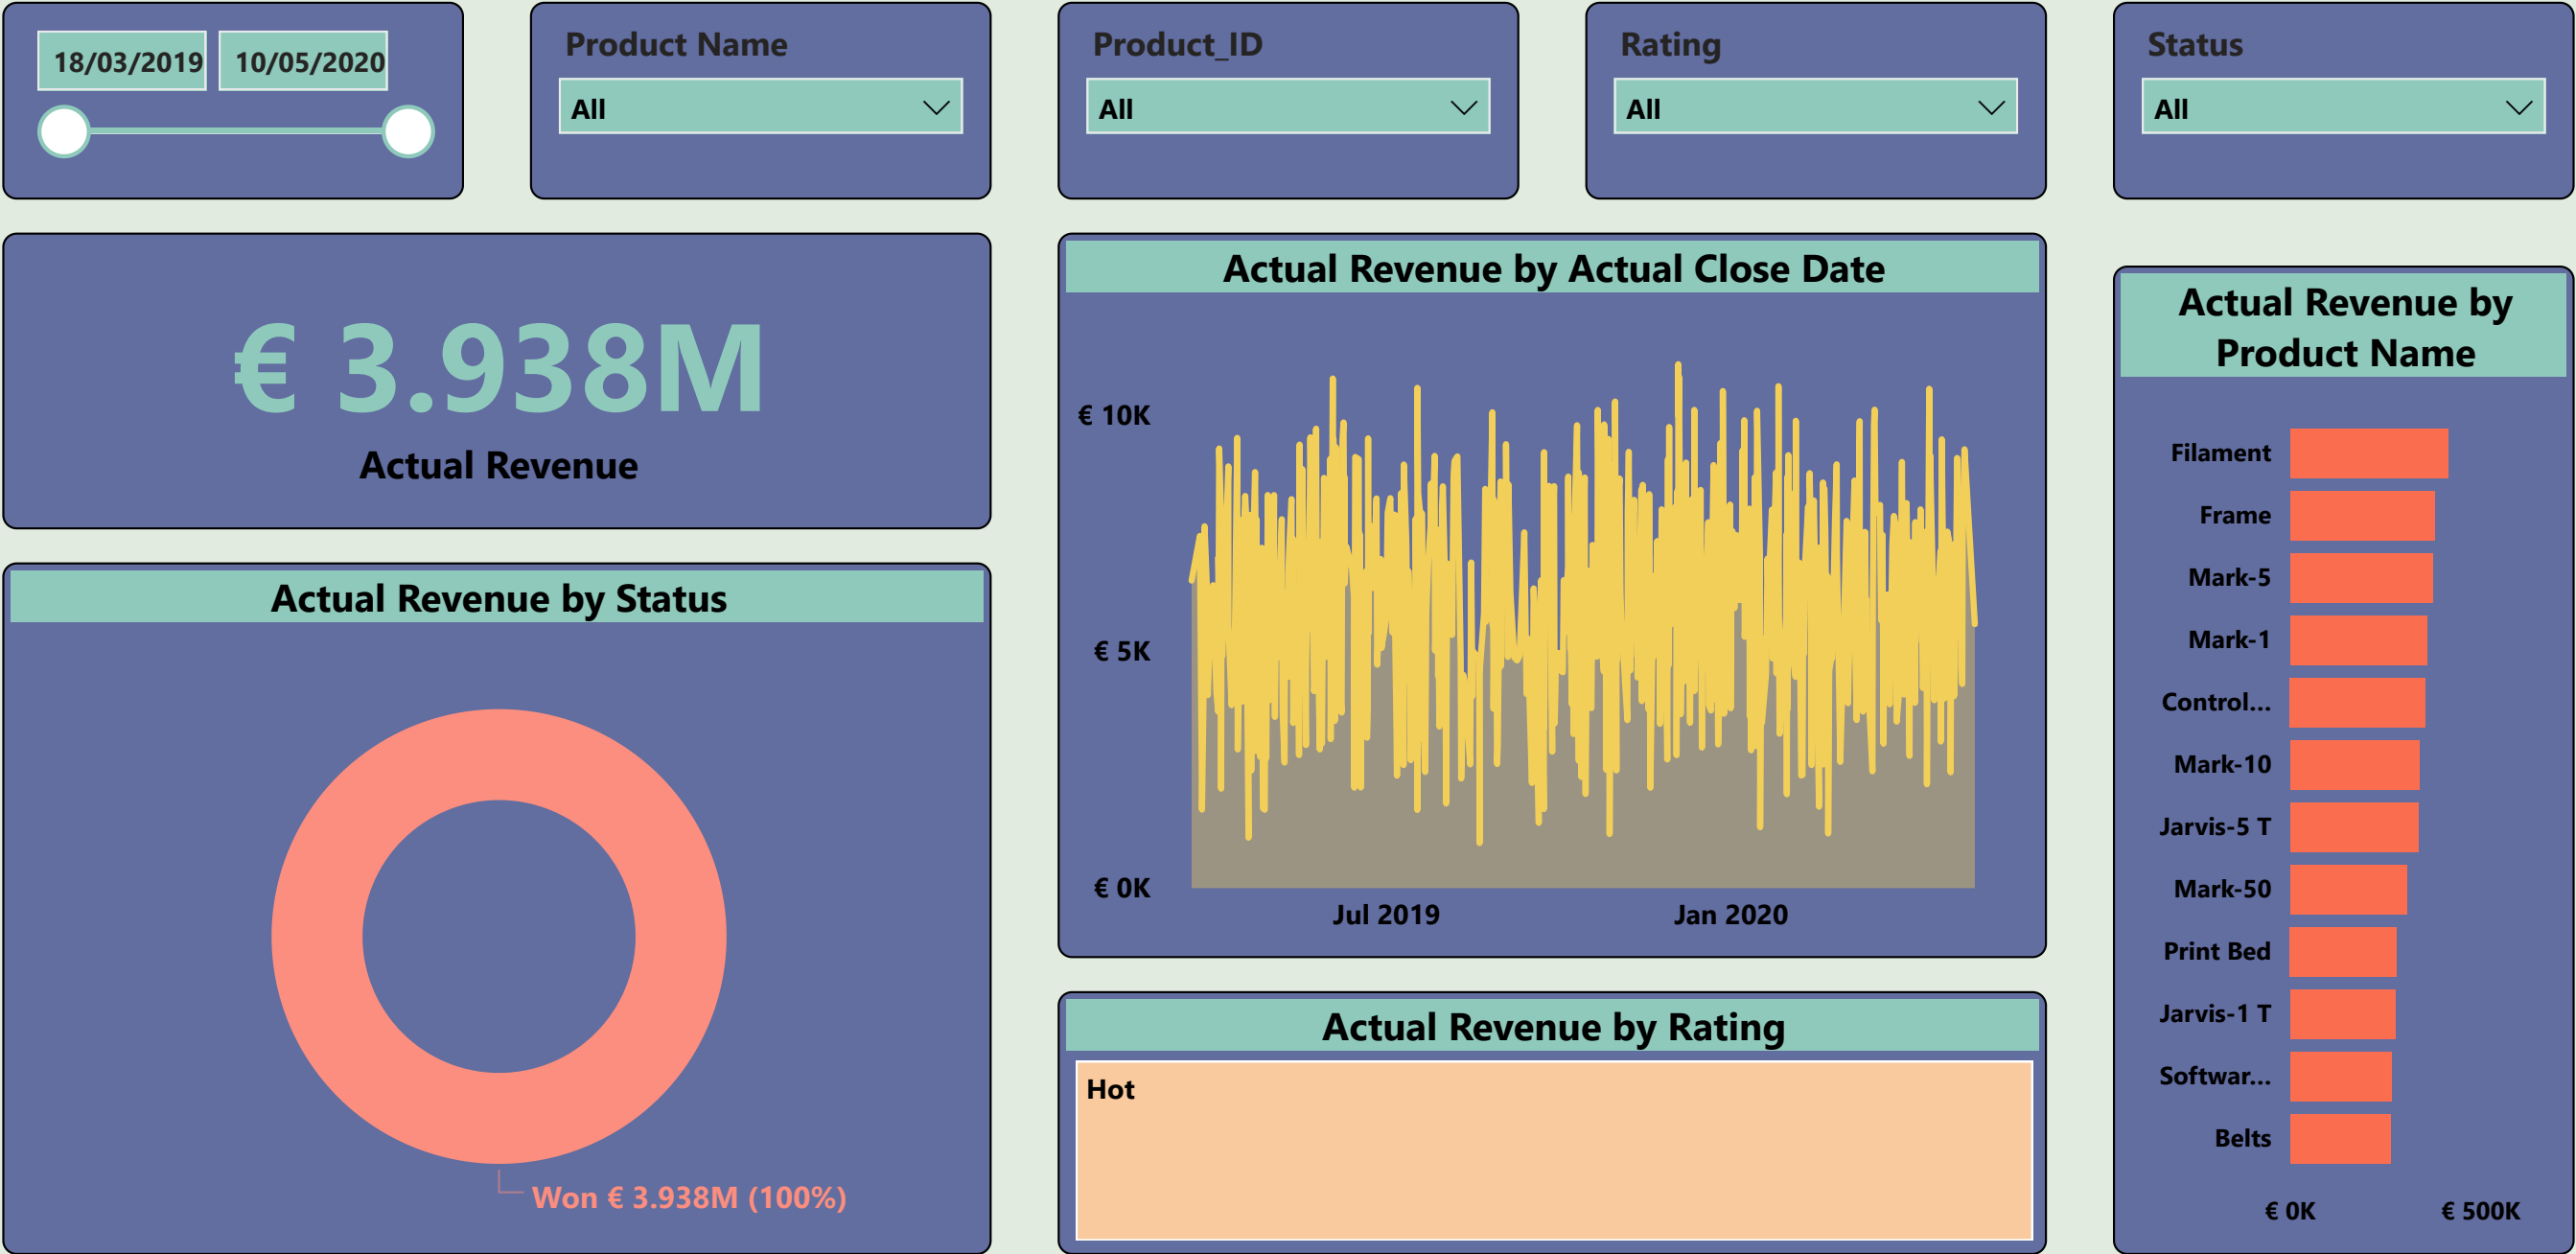 18/03/2019
10/05/2020
Product Name
All
Product_ID
All
Rating
All
Status
All
€ 3.938M
Actual Revenue
Actual Revenue by Status
Won € 3.938M (100%)
Actual Revenue by Actual Close Date
€ 10K
€ 5K
€ 0K
Jul 2019
Jan 2020
Actual Revenue by Rating
Hot
Actual Revenue by
Product Name
Filament
Frame
Mark-5
Mark-1
Control...
Mark-10
Jarvis-5 T
Mark-50
Print Bed
Jarvis-1 T
Softwar...
Belts
€ 0K
€ 500K